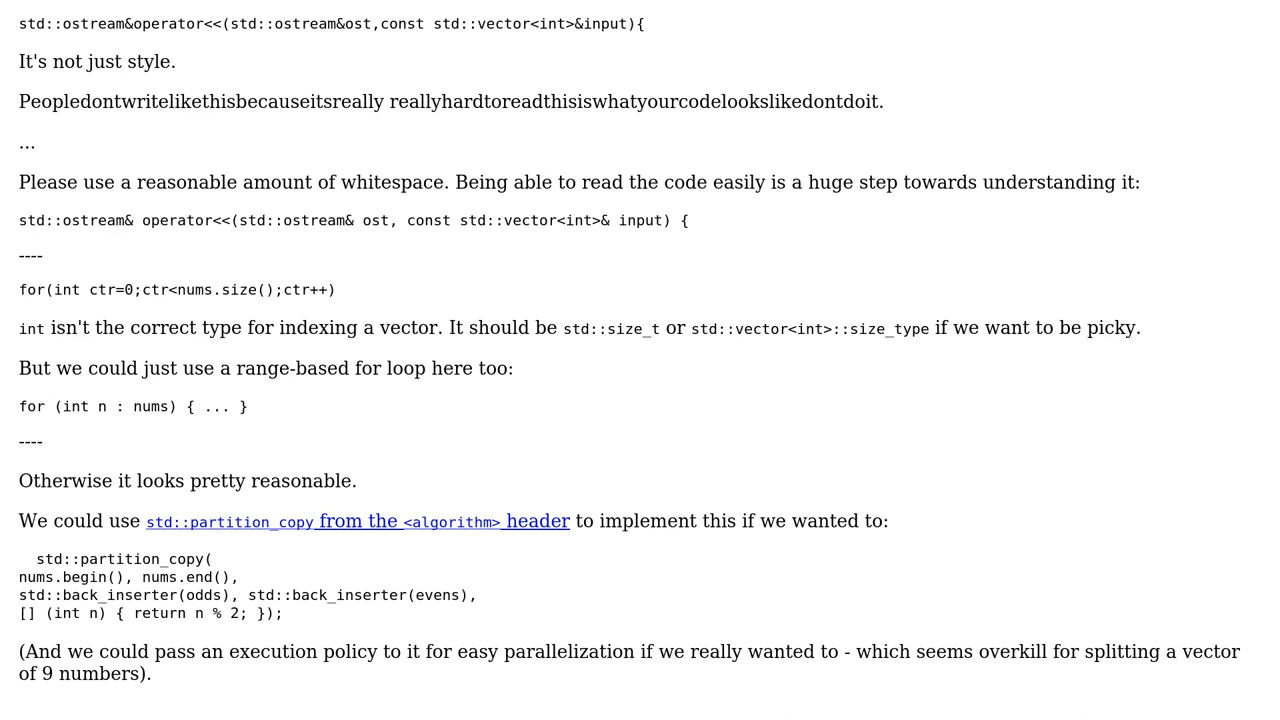 std::ostream&operator<<(std::ostream&ost,const std::vector<int>&input){
It's not just style.
Peopledontwritelikethisbecauseitsreally reallyhardtoreadthisiswhatyourcodelookslikedontdoit.
...
Please use a reasonable amount of whitespace. Being able to read the code easily is a huge step towards understanding it:
std::ostream& operator<<(std::ostream& ost, const std::vector<int>& input) {
----
for(int ctr=0;ctr<nums.size();ctr++)
int isn't the correct type for indexing a vector. It should be std::size_t or std::vector<int>::size_type if we want to be picky.
But we could just use a range-based for loop here too:
for (int n : nums) { ... }
----
Otherwise it looks pretty reasonable.
We could use std::partition_copy from the <algorithm> header to implement this if we wanted to:
  std::partition_copy(
nums.begin(), nums.end(),
std::back_inserter(odds), std::back_inserter(evens),
[] (int n) { return n % 2; });
(And we could pass an execution policy to it for easy parallelization if we really wanted to - which seems overkill for splitting a vector
of 9 numbers).